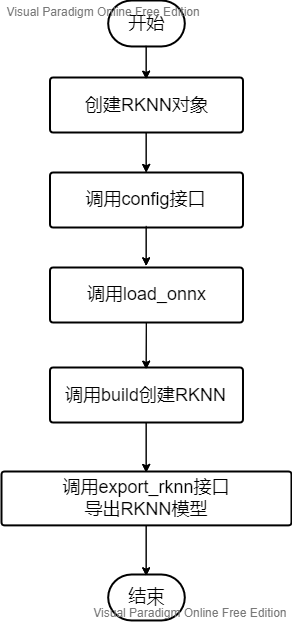 Visual Paradigm Online Free Edition
开始
创建RKNN对象
调用config接口
调用load_onnx
调用build创建RKNN
调用export_rknn接口
导出RKNN模型
结束
Visual Paradigm Online Free Edition